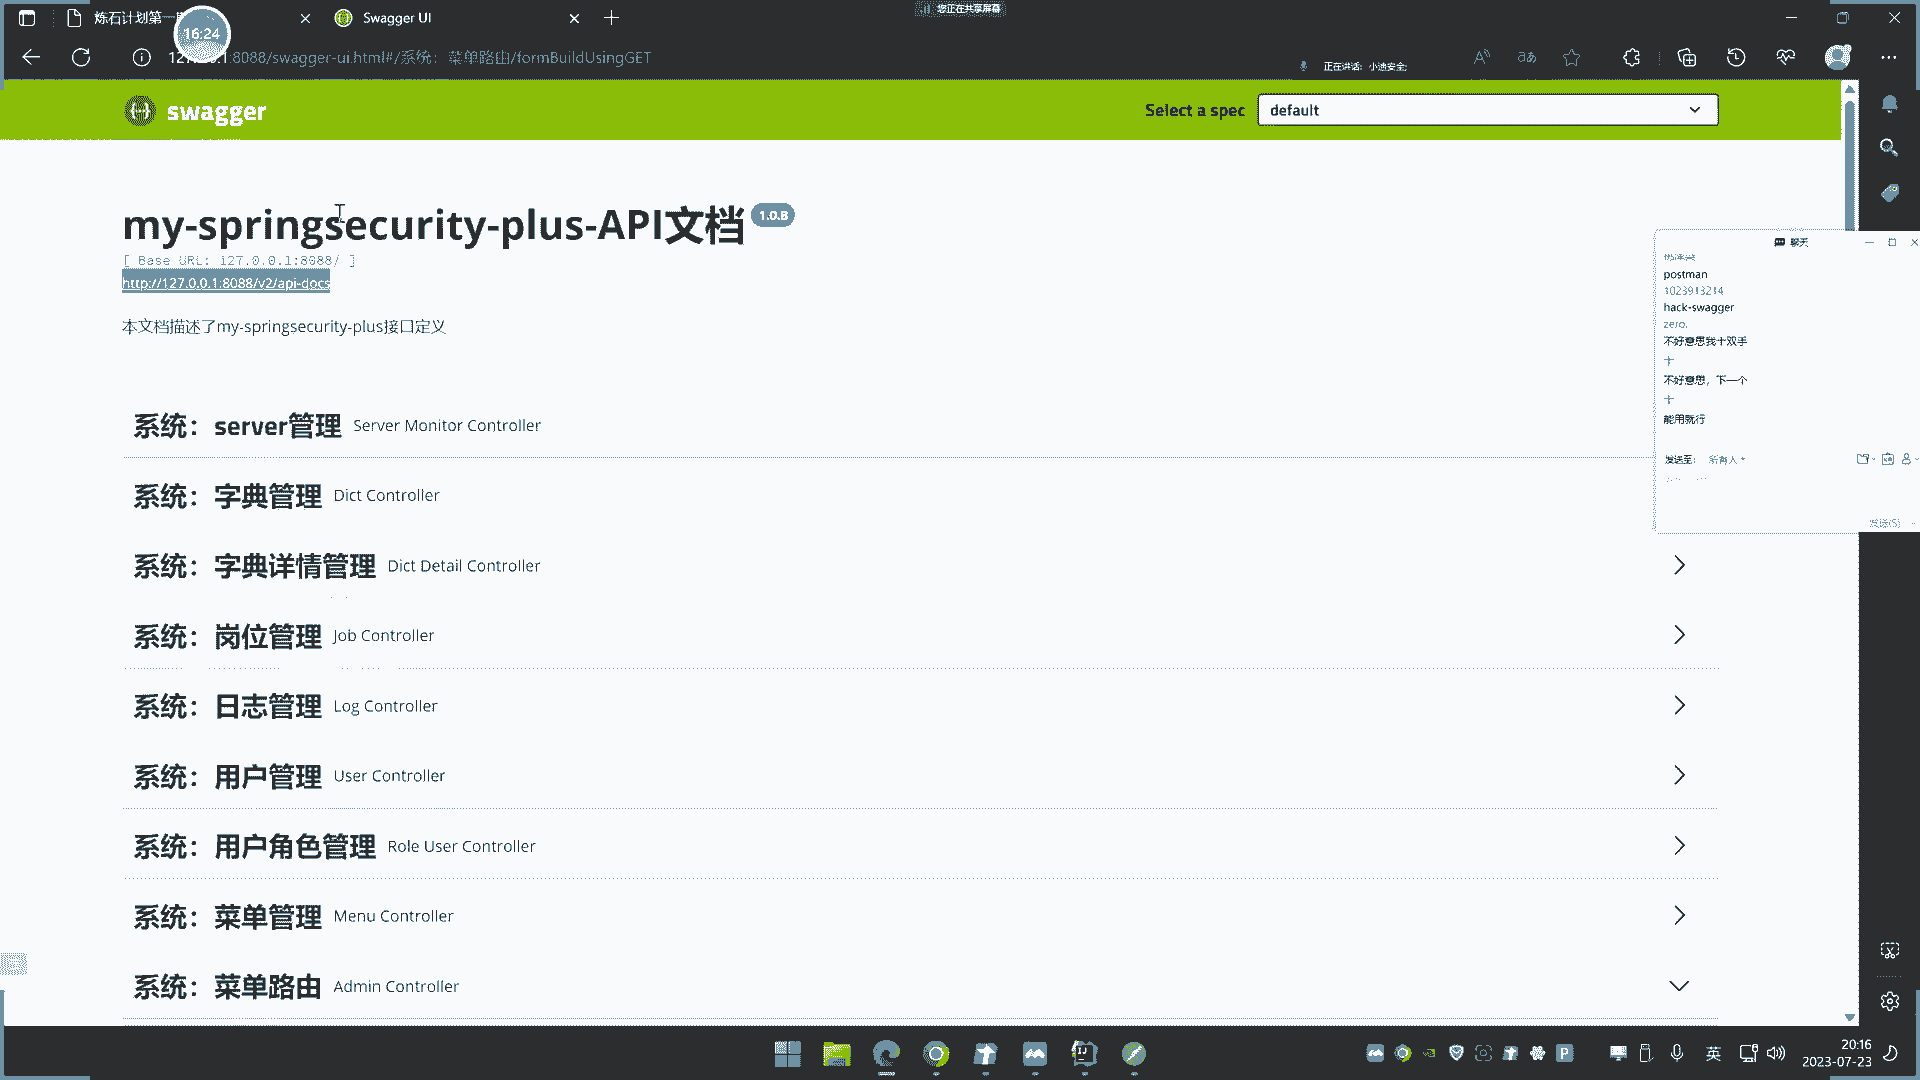 您正在共享屏幕
炼石计划第一
Swagger UI
16:24
:8088/swagger-ui.html#/系统：菜单路由/formBuildUsingGET
正在讲话: 小迪安全;
swagger
Select a spec
default
my-springsecurity-plus-API文档
1.0.B
[ Base URL: 127.0.0.1:8088/ ]
http://127.0.0.1:8088/v2/api-docs
本文档描述了my-springsecurity-plus接口定义
聊天
postman
1023913214
hack-swagger
zero.
不好意思我十双手
十
不好意思，下一个
十
能用就行
发送至: 所有人
发送(S)
系统：server管理 Server Monitor Controller
系统：字典管理 Dict Controller
系统：字典详情管理 Dict Detail Controller
系统：岗位管理 Job Controller
系统：日志管理 Log Controller
系统：用户管理 User Controller
系统：用户角色管理 Role User Controller
系统：菜单管理 Menu Controller
系统：菜单路由 Admin Controller
英
20:16
2023-07-23